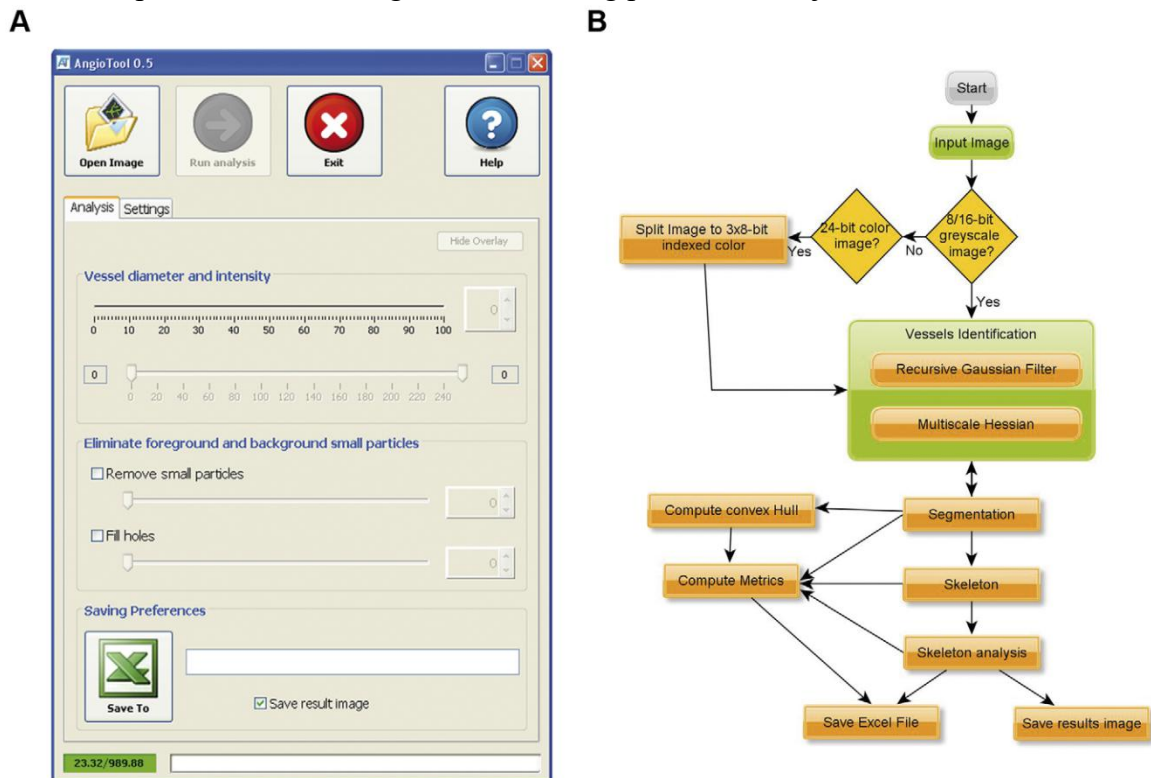 A
AngioTool 0.5
Open Image
Run analysis
Exit
Help
Analysis
Settings
Hide Overlay
Vessel diameter and intensity
0
0 10 20 30 40 50 60 70 80 90 100
0
0
0 20 40 60 80 100 120 140 160 180 200 220 240
Eliminate foreground and background small particles
Remove small particles
0
Fill holes
0
Saving Preferences
Save To
Save result image
23.32/989.88
B
Start
Input Image
8/16-bit
greyscale
image?
No
24-bit color
image?
Yes
Split Image to 3x8-bit
indexed color
Yes
Vessels Identification
Recursive Gaussian Filter
Multiscale Hessian
Segmentation
Compute convex Hull
Compute Metrics
Skeleton
Skeleton analysis
Save Excel File
Save results image